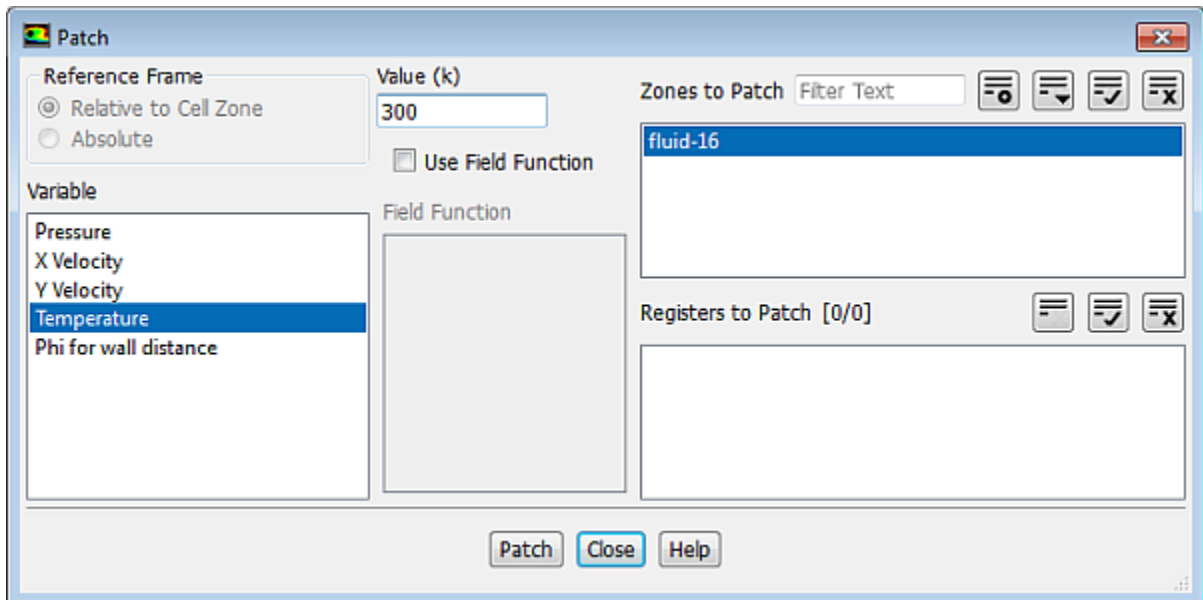 Patch
Reference Frame
Relative to Cell Zone
Absolute
Variable
Pressure
X Velocity
Y Velocity
Temperature
Phi for wall distance
Value (k)
300
Use Field Function
Field Function
Zones to Patch Filter Text
fluid-16
Registers to Patch [0/0]
Patch Close Help